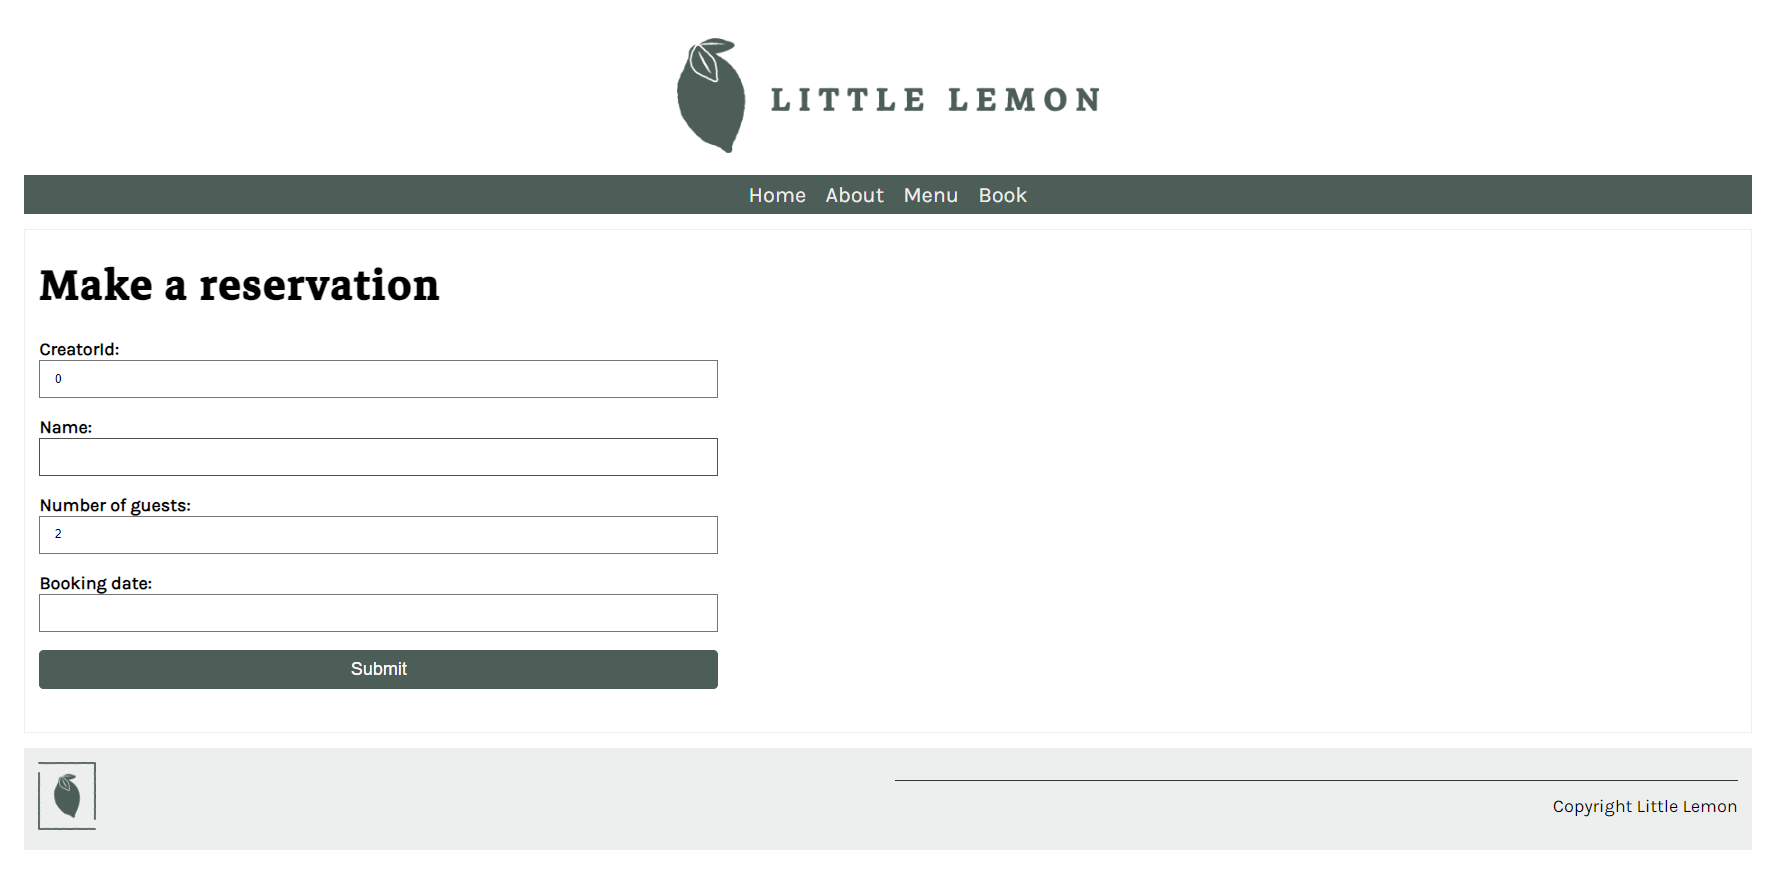 LITTLE LEMON
Home About Menu Book
Make a reservation
CreatorId:
0
Name:
Number of guests:
2
Booking date:
Submit
Copyright Little Lemon